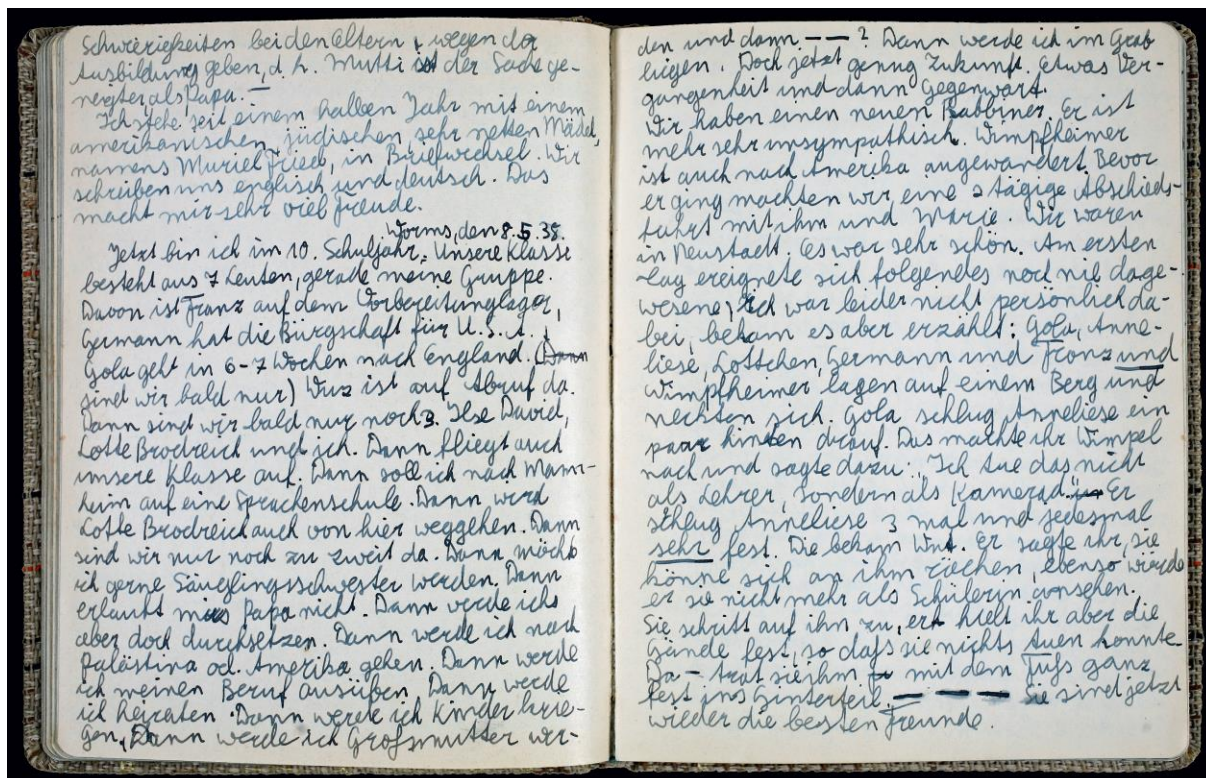 Schwierigkeiten bei den Eltern, wegen der
Ausbildung geben, d. h. Mutti ist der Sache ge-
neigter als Papa. —
Ich stehe seit einem halben Jahr mit einem
amerikanischen, jüdischen sehr netten Mädel,
namens Muriel Fried, in Briefwechsel. Wir
schreiben uns englisch und deutsch. Das
macht mir sehr viel Freude.
Worms, den 8.5.38.
Jetzt bin ich im 10. Schuljahr. Unsere Klasse
besteht aus 7 Leuten, gerade meine Gruppe.
Davon ist Franz auf dem Vorbereitunglager,
Germann hat die Bürgschaft für U.S.A.,
Gola geht in 6-7 Wochen nach England. (Dann
sind wir bald nur) Wuz ist auf Abruf da.
Dann sind wir bald nur noch 3. Ilse David,
Lotte Brodreich und ich. Dann fliegt auch
unsere Klasse auf. Dann soll ich nach Mann-
heim auf eine Sprachenschule. Dann wird
Lotte Brodreich auch von hier weggehen. Dann
sind wir nur noch zu zweit da. Dann möcht
ich gerne Säuglingsschwester werden. Dann
erlaubt mirs Papa nicht. Dann werde ichs
aber doch durchsetzen. Dann werde ich nach
Palästina od. Amerika gehen. Dann werde
ich meinen Beruf ausüben, Dann werde
ich heiraten. Dann werde ich Kinder krie-
gen, Dann werde ich Großmutter wer-
den und dann — — ? Dann werde ich im Grab
liegen. Doch jetzt genug Zukunft. Etwas Ver-
gangenheit und dann Gegenwart.
Wir haben einen neuen Rabbiner. Er ist
mehr sehr unsympathisch. Wimpfheimer
ist auch nach Amerika ausgewandert. Bevor
er ging machten wir eine 2 tägige Abschieds-
fahrt mit ihm und Marie. Wir waren
in Neustadt. Es war sehr schön. Am ersten
Tag ereignete sich folgendes noch nie dage-
wesene, Ich war leider nicht persönlich da-
bei, bekam es aber erzählt: Gola, Anne-
liese, Lottchen, Germann und Franz und
Wimpfheimer lagen auf einem Berg und
neckten sich. Gola schlug Anneliese ein
paar hinten drauf. Das machte ihr Wimpel
nach und sagte dazu: „Ich tue das nicht
als Lehrer, sondern als Kamerad." Er
schlug Anneliese 3 mal und jedesmal
sehr fest. Die bekam Wut. Er sagte ihr, sie
könne sich an ihm rächen, ebenso würde
er sie nicht mehr als Schülerin ansehen.
Sie schritt auf ihm zu, er hielt ihr aber die
Hände fest, so daß sie nichts tuen konnte.
Da – trat sie ihm mit dem Fuß ganz
fest ins Hinterteil. — — — — Sie sind jetzt
wieder die besten Freunde.